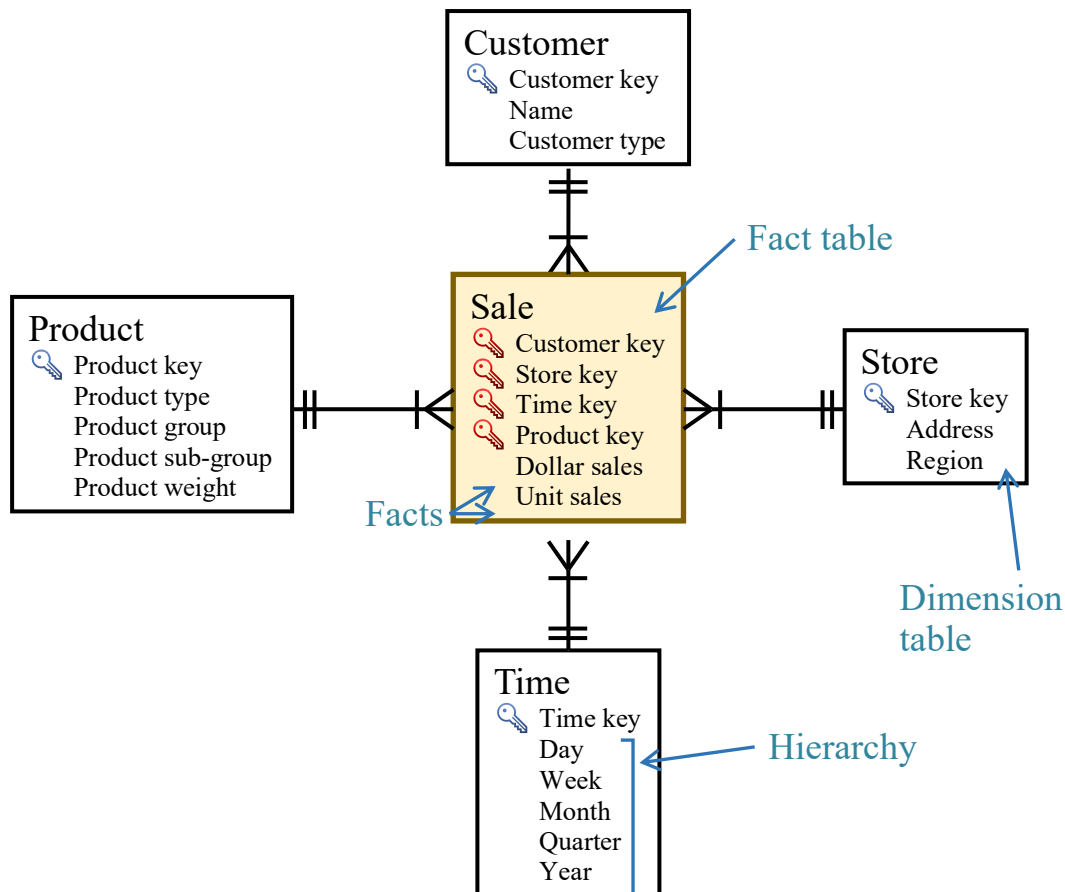 Customer
Customer key
Name
Customer type
Fact table
Sale
Customer key
Store key
Time key
Product key
Dollar sales
Unit sales
Product
Product key
Product type
Product group
Product sub-group
Product weight
Facts
Store
Store key
Address
Region
Dimension
table
Time
Time key
Day
Week
Month
Quarter
Year
Hierarchy